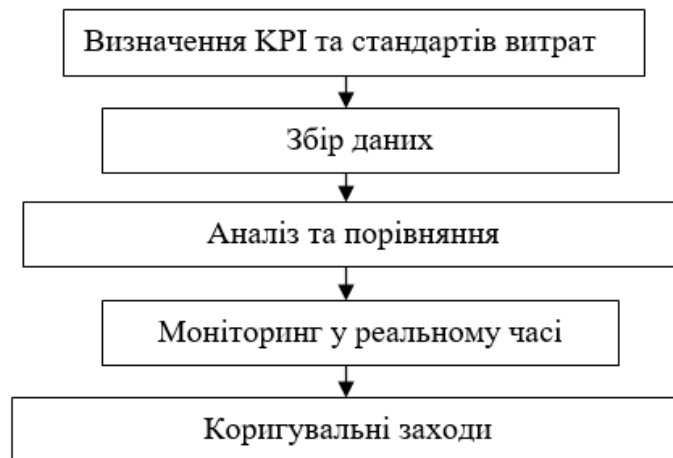 Визначення KPI та стандартів витрат
Збір даних
Аналіз та порівняння
Моніторинг у реальному часі
Коригувальні заходи